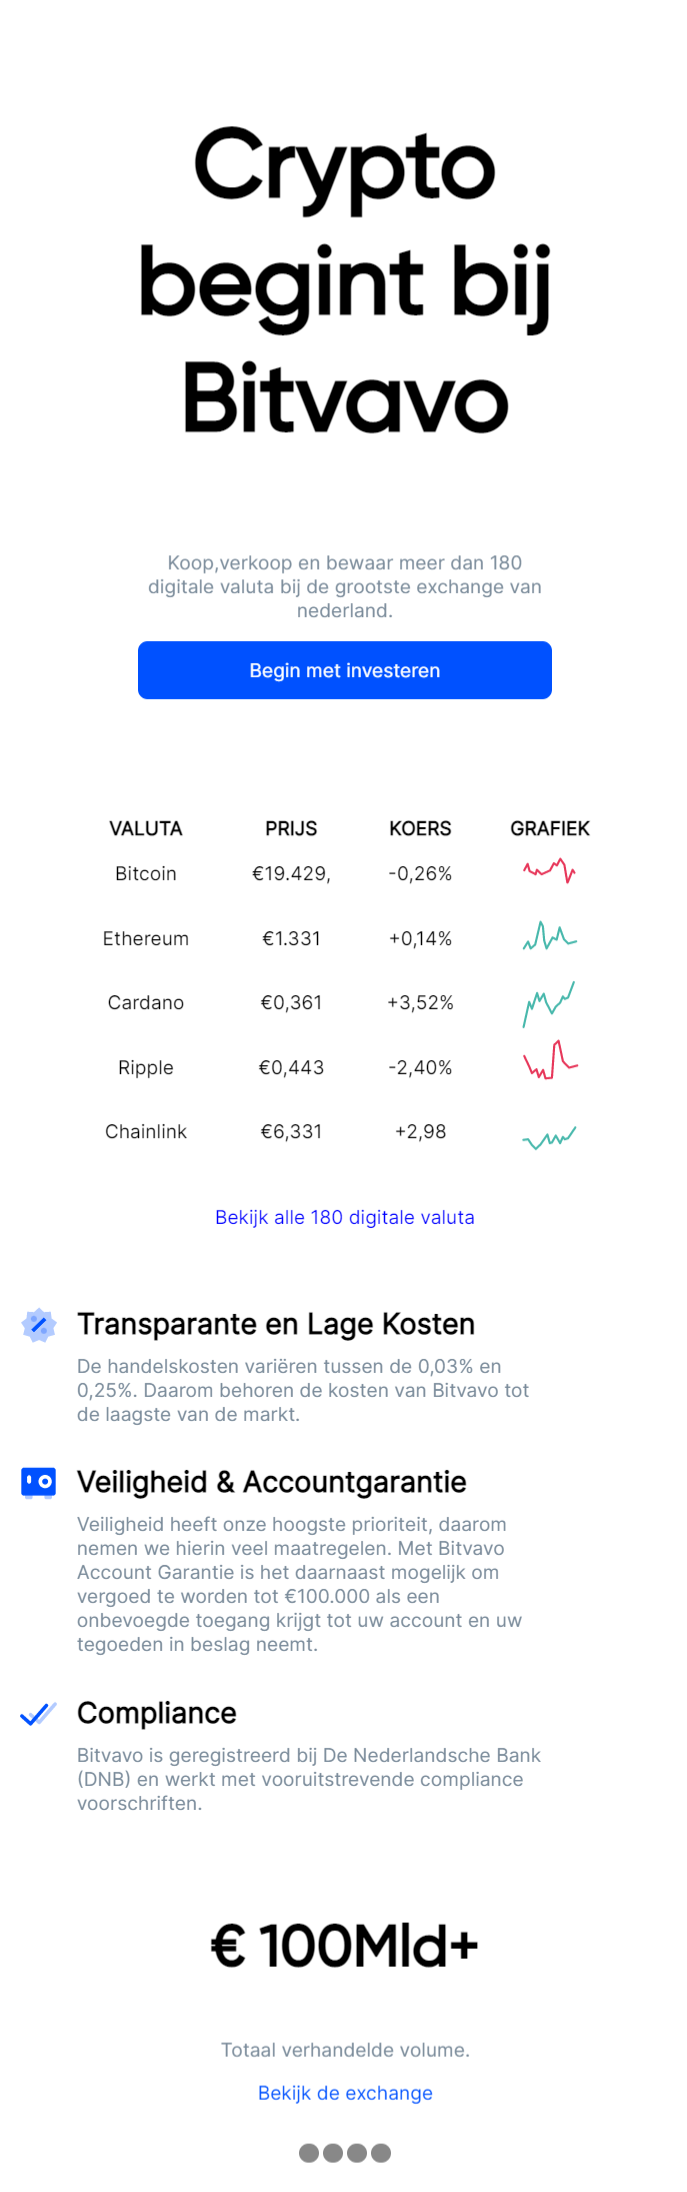 Crypto
begint bij
Bitvavo
Koop,verkoop en bewaar meer dan 180
digitale valuta bij de grootste exchange van
nederland.
Begin met investeren
VALUTA PRIJS KOERS GRAFIEK
Bitcoin €19.429, -0,26%
Ethereum €1.331 +0,14%
Cardano €0,361 +3,52%
Ripple €0,443 -2,40%
Chainlink €6,331 +2,98
Bekijk alle 180 digitale valuta
Transparante en Lage Kosten
De handelskosten variëren tussen de 0,03% en
0,25%. Daarom behoren de kosten van Bitvavo tot
de laagste van de markt.
Veiligheid & Accountgarantie
Veiligheid heeft onze hoogste prioriteit, daarom
nemen we hierin veel maatregelen. Met Bitvavo
Account Garantie is het daarnaast mogelijk om
vergoed te worden tot €100.000 als een
onbevoegde toegang krijgt tot uw account en uw
tegoeden in beslag neemt.
Compliance
Bitvavo is geregistreerd bij De Nederlandsche Bank
(DNB) en werkt met vooruitstrevende compliance
voorschriften.
€ 100Mld+
Totaal verhandelde volume.
Bekijk de exchange